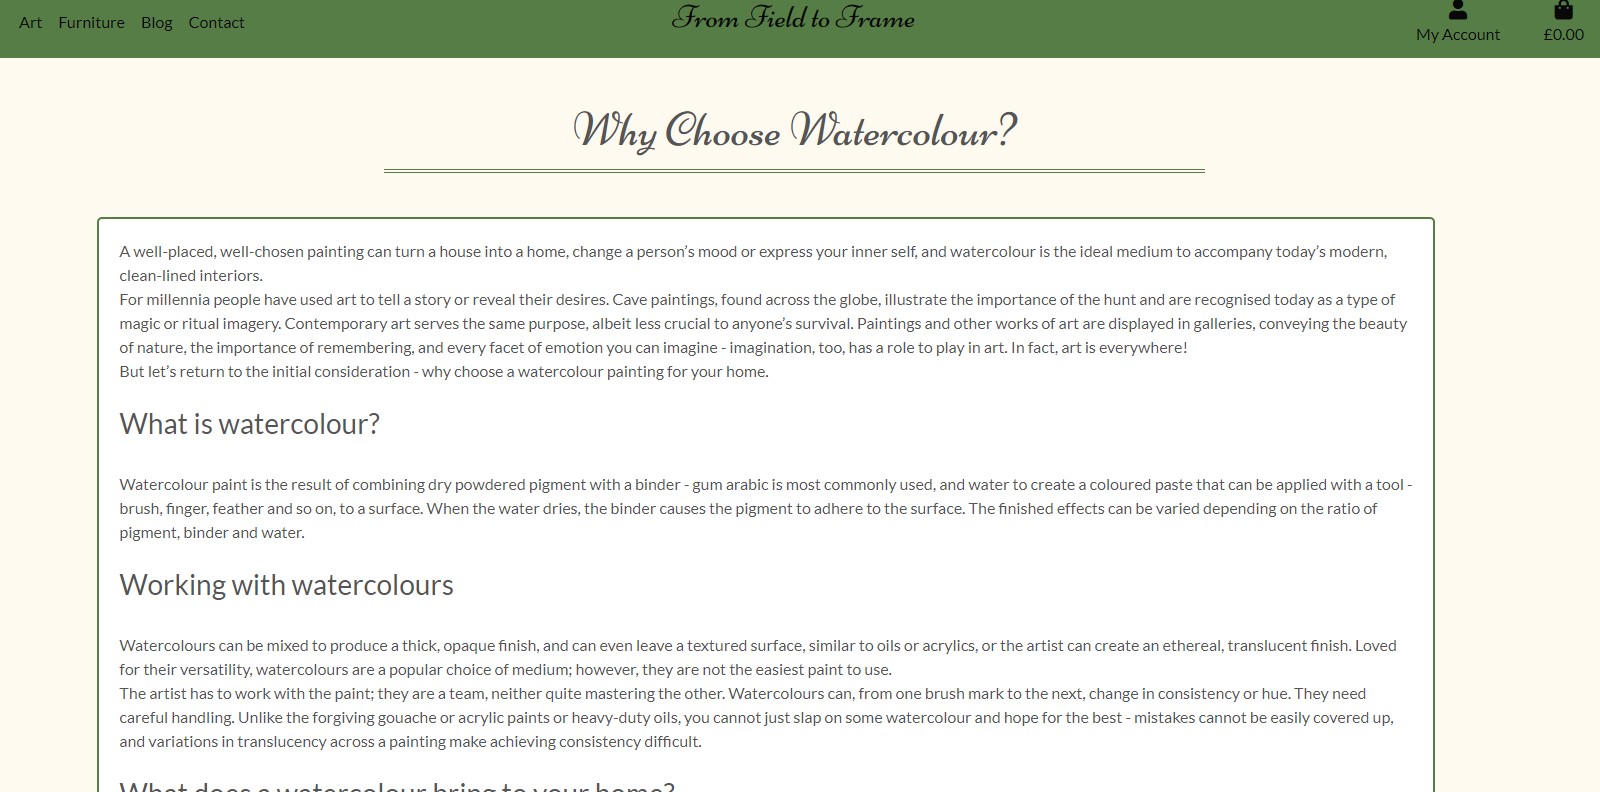 Art Furniture Blog Contact
From Field to Frame
My Account
£0.00
Why Choose Watercolour?
A well-placed, well-chosen painting can turn a house into a home, change a person’s mood or express your inner self, and watercolour is the ideal medium to accompany today’s modern,
clean-lined interiors.
For millennia people have used art to tell a story or reveal their desires. Cave paintings, found across the globe, illustrate the importance of the hunt and are recognised today as a type of
magic or ritual imagery. Contemporary art serves the same purpose, albeit less crucial to anyone’s survival. Paintings and other works of art are displayed in galleries, conveying the beauty
of nature, the importance of remembering, and every facet of emotion you can imagine - imagination, too, has a role to play in art. In fact, art is everywhere!
But let’s return to the initial consideration - why choose a watercolour painting for your home.
What is watercolour?
Watercolour paint is the result of combining dry powdered pigment with a binder - gum arabic is most commonly used, and water to create a coloured paste that can be applied with a tool -
brush, finger, feather and so on, to a surface. When the water dries, the binder causes the pigment to adhere to the surface. The finished effects can be varied depending on the ratio of
pigment, binder and water.
Working with watercolours
Watercolours can be mixed to produce a thick, opaque finish, and can even leave a textured surface, similar to oils or acrylics, or the artist can create an ethereal, translucent finish. Loved
for their versatility, watercolours are a popular choice of medium; however, they are not the easiest paint to use.
The artist has to work with the paint; they are a team, neither quite mastering the other. Watercolours can, from one brush mark to the next, change in consistency or hue. They need
careful handling. Unlike the forgiving gouache or acrylic paints or heavy-duty oils, you cannot just slap on some watercolour and hope for the best - mistakes cannot be easily covered up,
and variations in translucency across a painting make achieving consistency difficult.
What does a watercolour bring to your home?